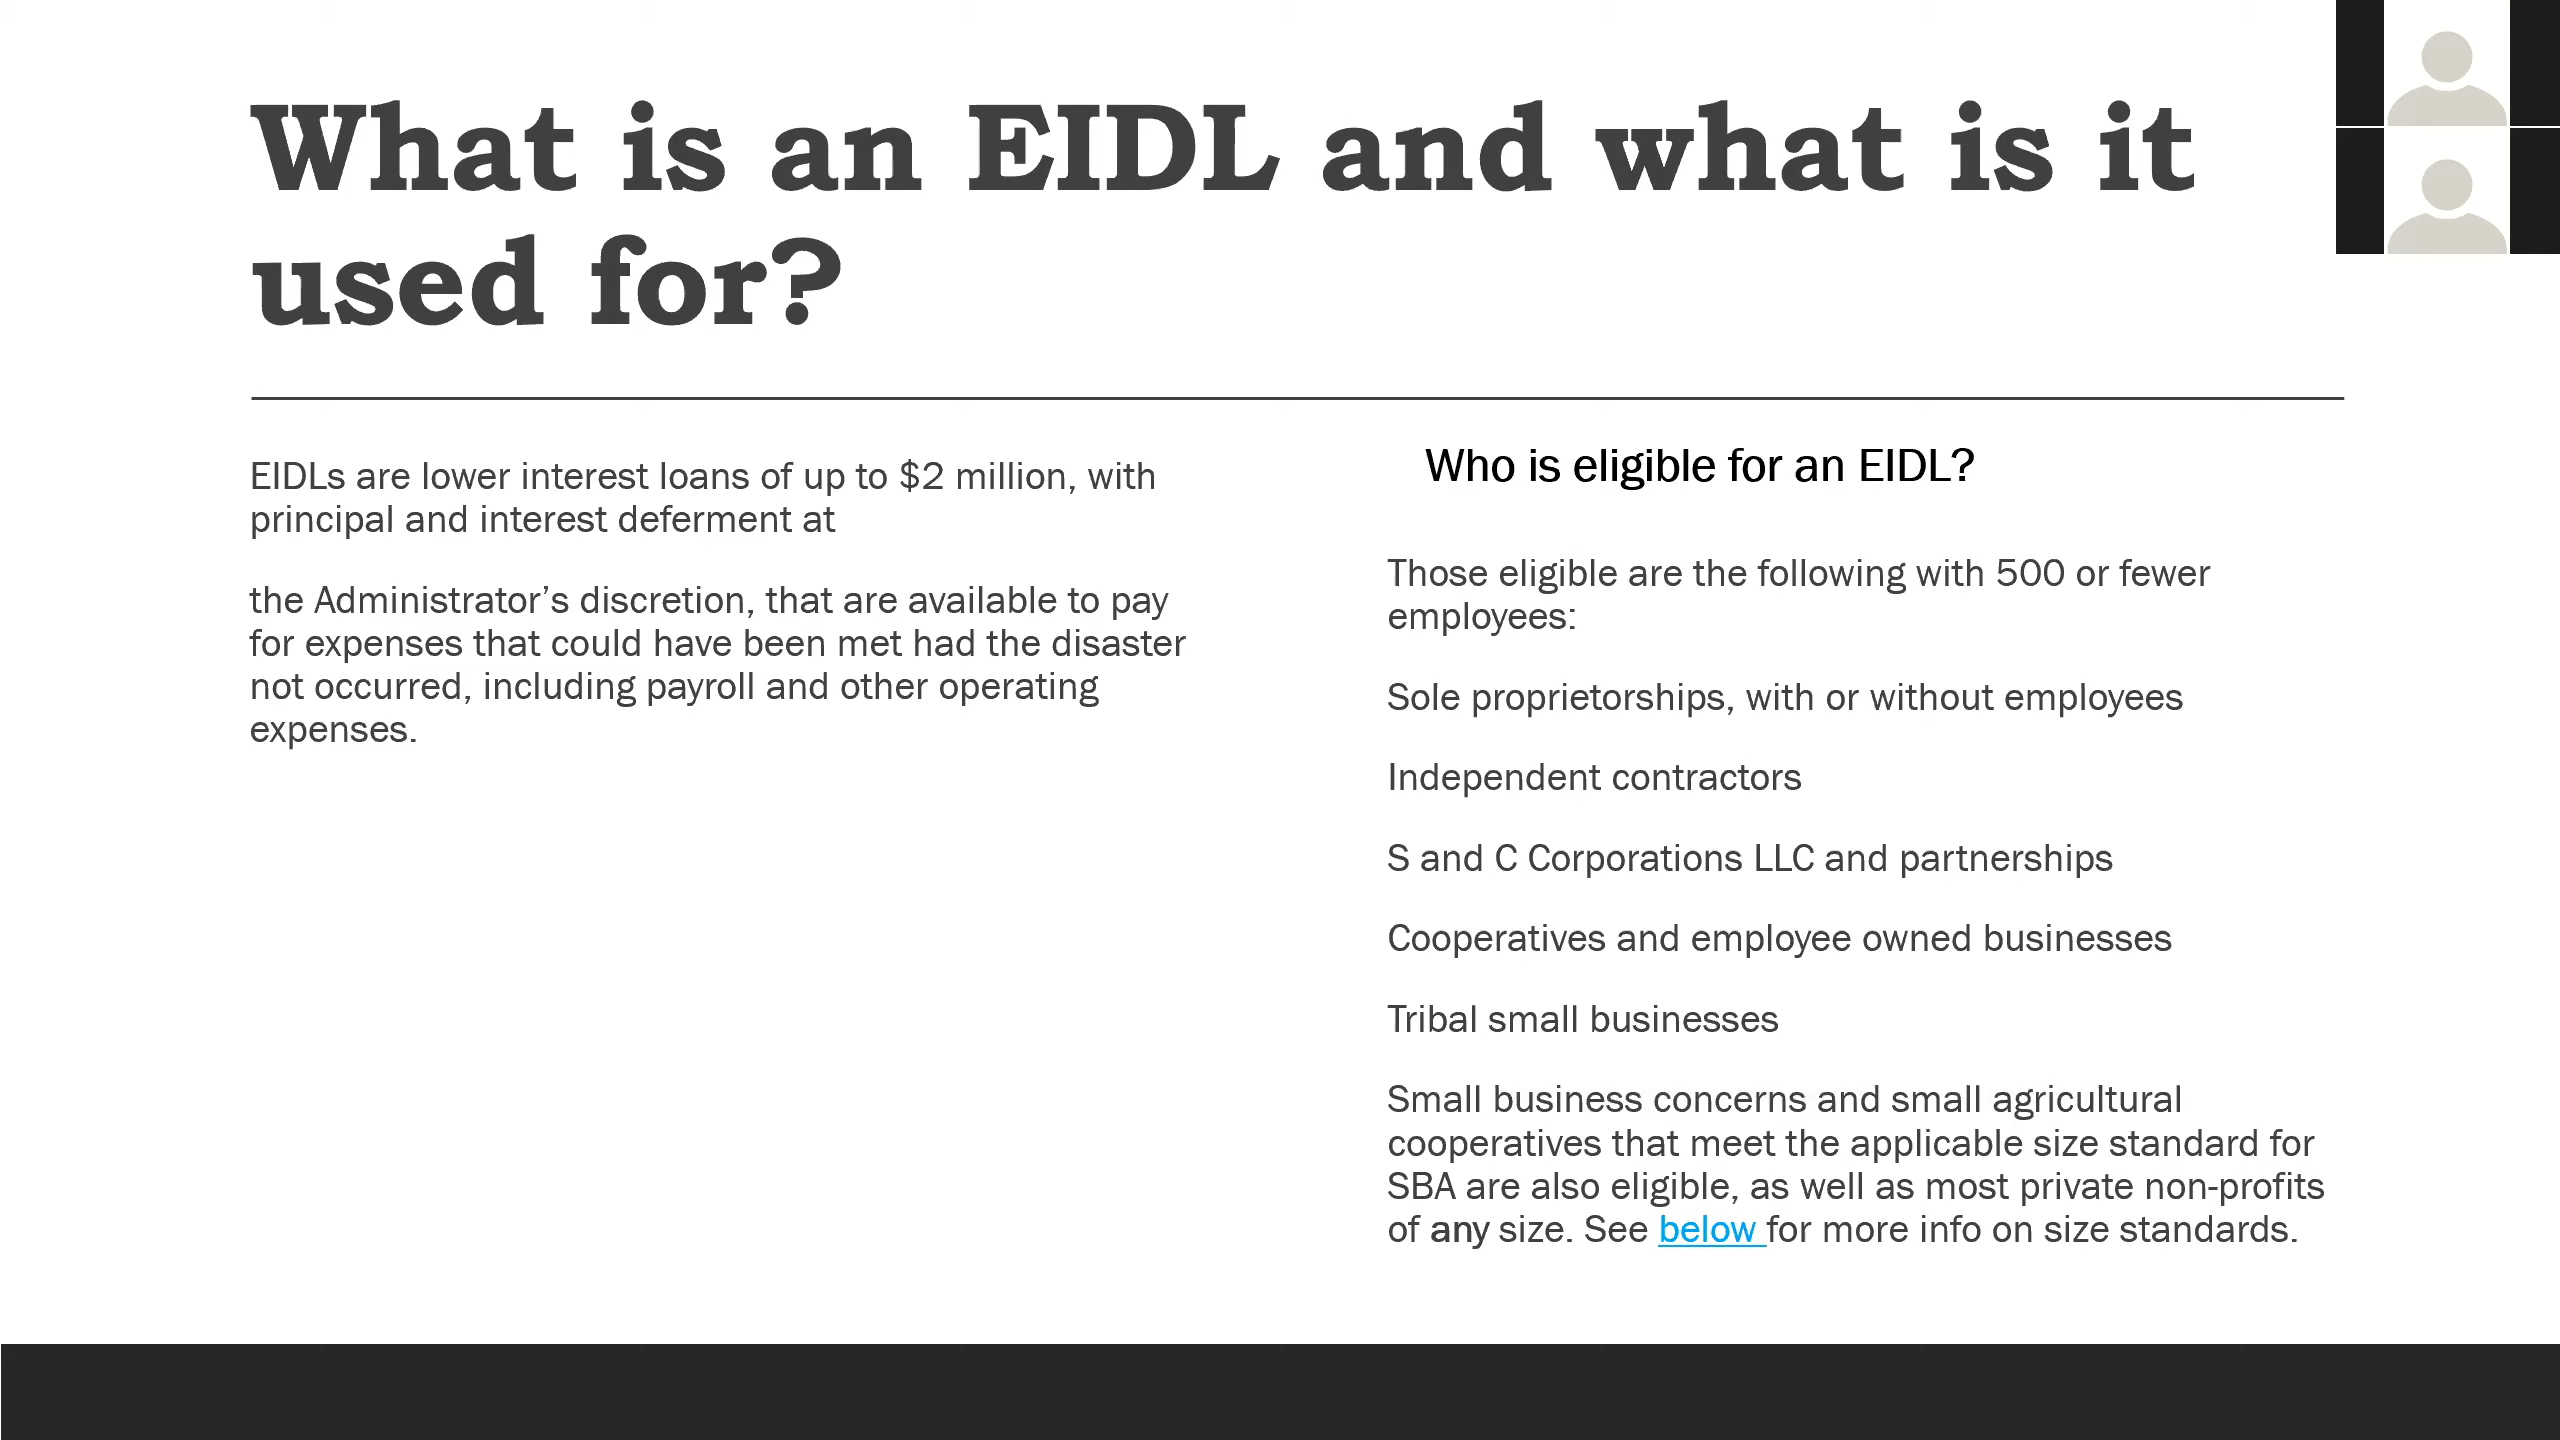 What is an EIDL and what is it
used for?
EIDLs are lower interest loans of up to $2 million, with
principal and interest deferment at
the Administrator’s discretion, that are available to pay
for expenses that could have been met had the disaster
not occurred, including payroll and other operating
expenses.
Who is eligible for an EIDL?
Those eligible are the following with 500 or fewer
employees:
Sole proprietorships, with or without employees
Independent contractors
S and C Corporations LLC and partnerships
Cooperatives and employee owned businesses
Tribal small businesses
Small business concerns and small agricultural
cooperatives that meet the applicable size standard for
SBA are also eligible, as well as most private non-profits
of any size. See below for more info on size standards.